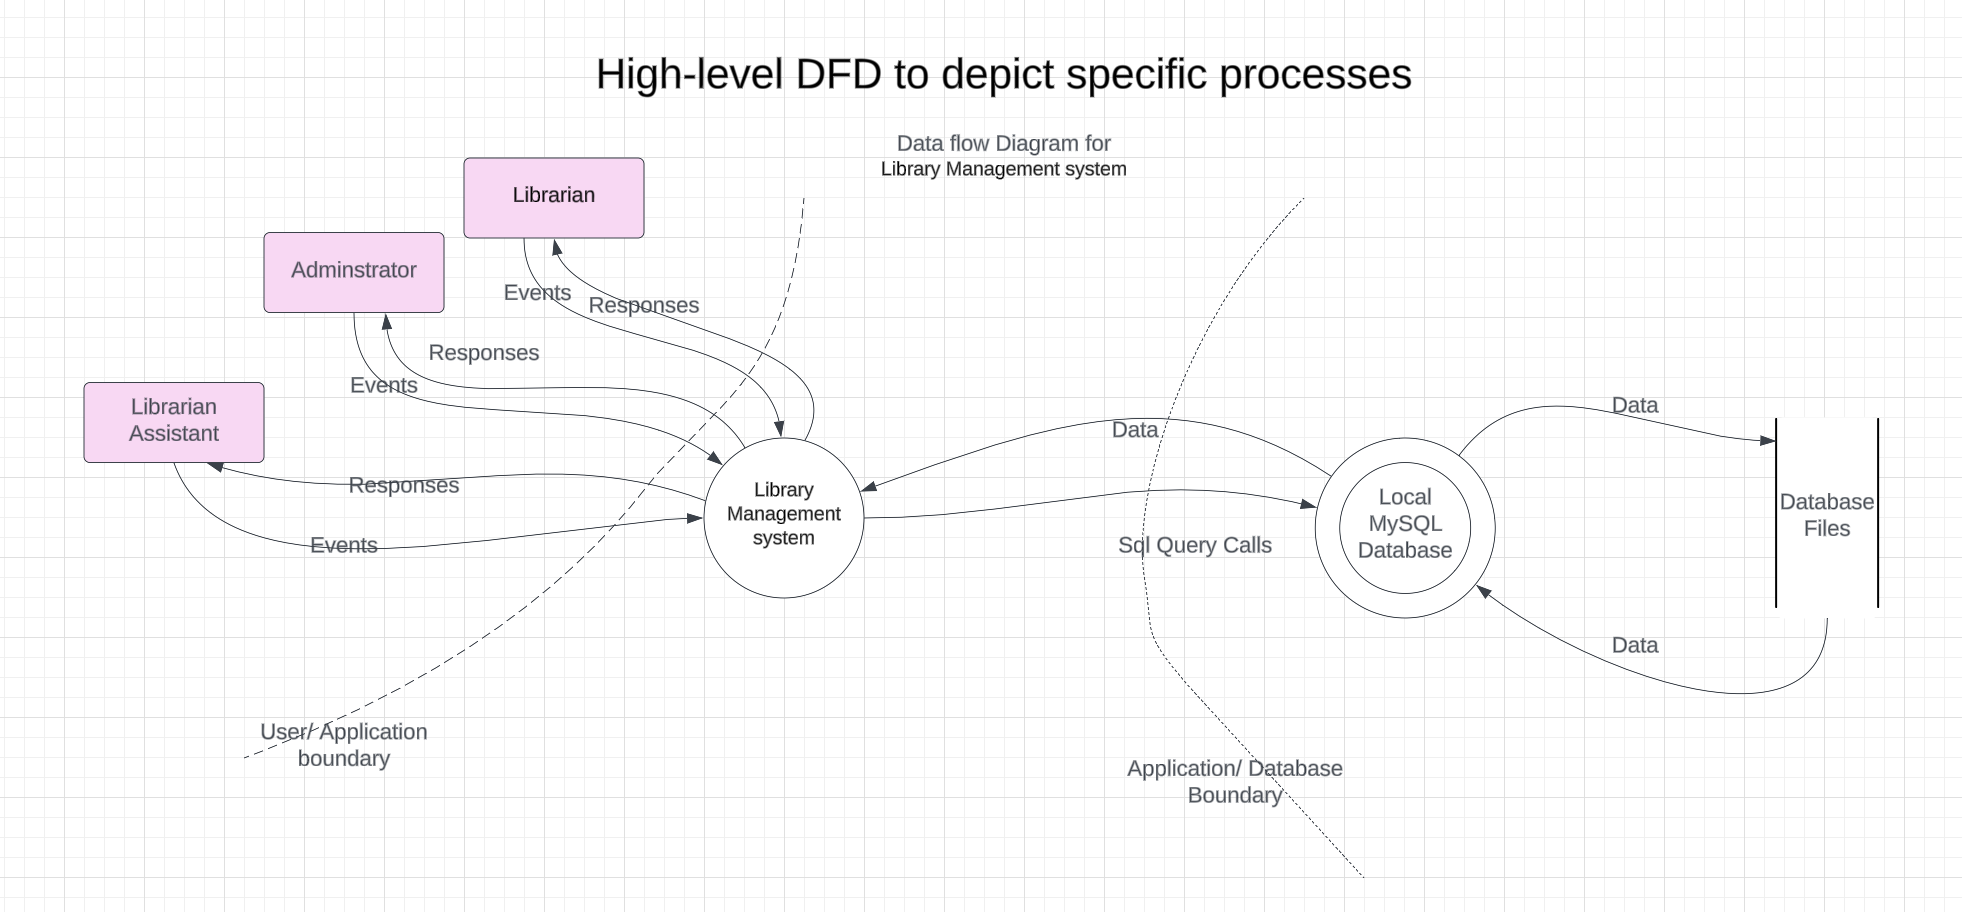 High-level DFD to depict specific processes
Data flow Diagram for
Library Management system
Librarian
Adminstrator
Events
Responses
Responses
Events
Librarian
Assistant
Responses
Events
Library
Management
system
Data
Sql Query Calls
Local
MySQL
Database
Data
Database
Files
Data
User/ Application
boundary
Application/ Database
Boundary